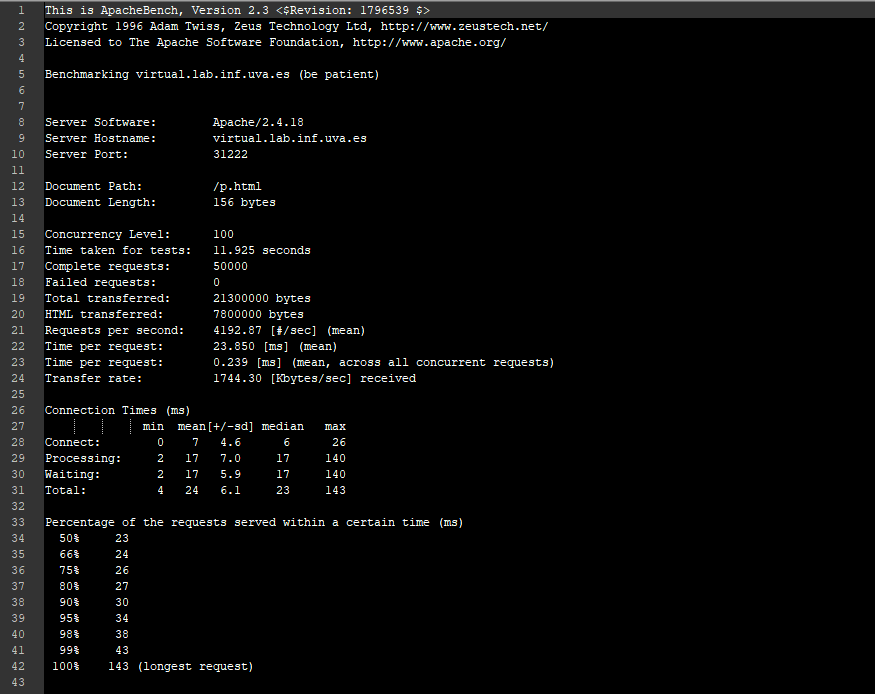 1 This is ApacheBench, Version 2.3 <$Revision: 1796539 $>
2 Copyright 1996 Adam Twiss, Zeus Technology Ltd, http://www.zeustech.net/
3 Licensed to The Apache Software Foundation, http://www.apache.org/
4
5 Benchmarking virtual.lab.inf.uva.es (be patient)
6
7
8 Server Software:        Apache/2.4.18
9 Server Hostname:        virtual.lab.inf.uva.es
10 Server Port:            31222
11
12 Document Path:          /p.html
13 Document Length:        156 bytes
14
15 Concurrency Level:      100
16 Time taken for tests:   11.925 seconds
17 Complete requests:      50000
18 Failed requests:        0
19 Total transferred:      21300000 bytes
20 HTML transferred:       7800000 bytes
21 Requests per second:    4192.87 [#/sec] (mean)
22 Time per request:       23.850 [ms] (mean)
23 Time per request:       0.239 [ms] (mean, across all concurrent requests)
24 Transfer rate:          1744.30 [Kbytes/sec] received
25
26 Connection Times (ms)
27               min  mean[+/-sd] median   max
28 Connect:        0    7   4.6      6      26
29 Processing:     2   17   7.0     17     140
30 Waiting:        2   17   5.9     17     140
31 Total:          4   24   6.1     23     143
32
33 Percentage of the requests served within a certain time (ms)
34   50%     23
35   66%     24
36   75%     26
37   80%     27
38   90%     30
39   95%     34
40   98%     38
41   99%     43
42  100%    143 (longest request)
43